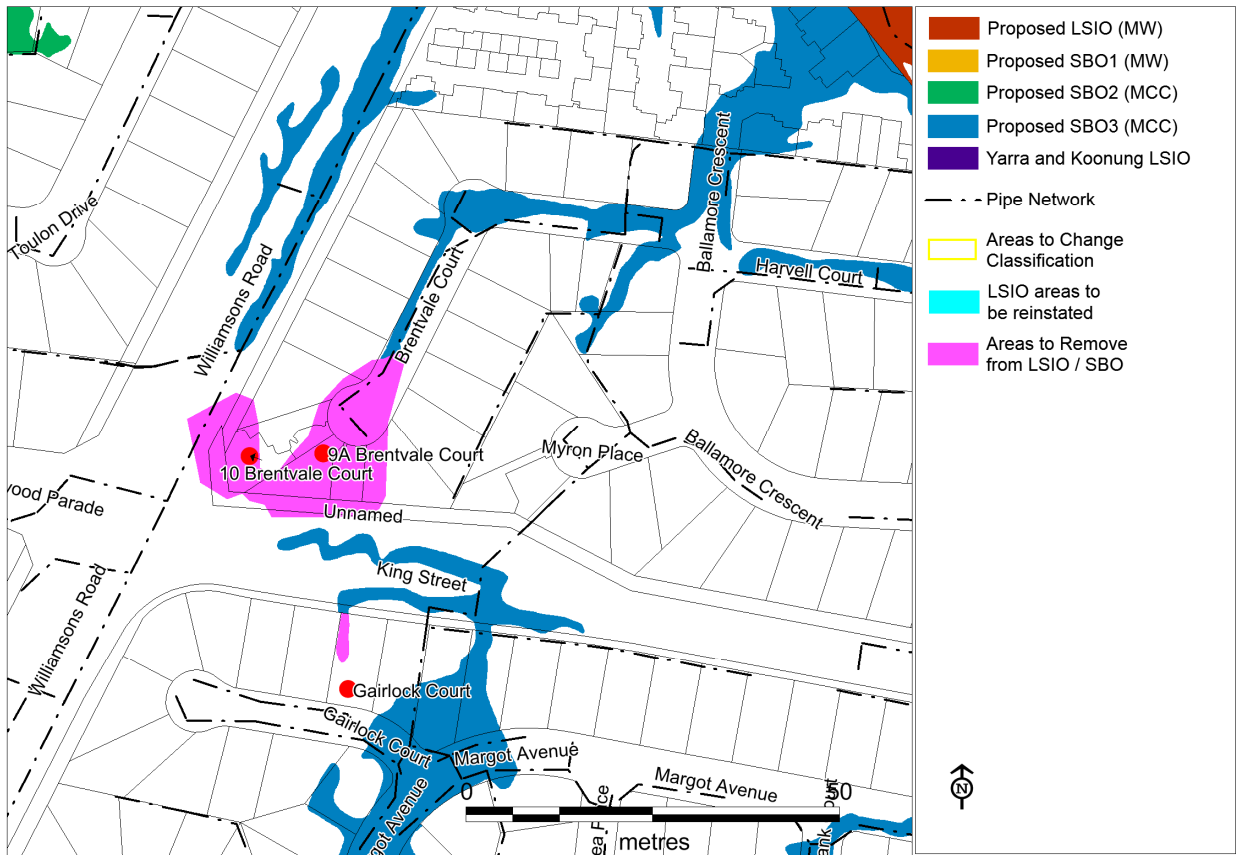 Toulon Drive
Williamsons Road
Brentvale Court
Ballamore Crescent
Harvell Court
9A Brentvale Court
10 Brentvale Court
Myron Place
Ballamore Crescent
Parade
Unnamed
King Street
Williamsons Road
Gairlock Court
Gairlock Court
Margot Avenue
Margot Avenue
Avenue
0
50
metres
Proposed LSIO (MW)
Proposed SBO1 (MW)
Proposed SBO2 (MCC)
Proposed SBO3 (MCC)
Yarra and Koonung LSIO
Pipe Network
Areas to Change
Classification
LSIO areas to
be reinstated
Areas to Remove
from LSIO / SBO
N